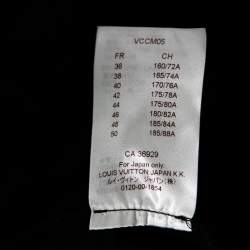 VCCM05
FR CH
36 160/72A
38 165/74A
40 170/76A
42 175/78A
44 175/80A
46 180/82A
48 185/84A
50 185/88A
CA 36929
For Japan only:
LOUIS VUITTON JAPAN K.K.
ルイ・ヴィトン ジャパン(株)
0120-00-1854